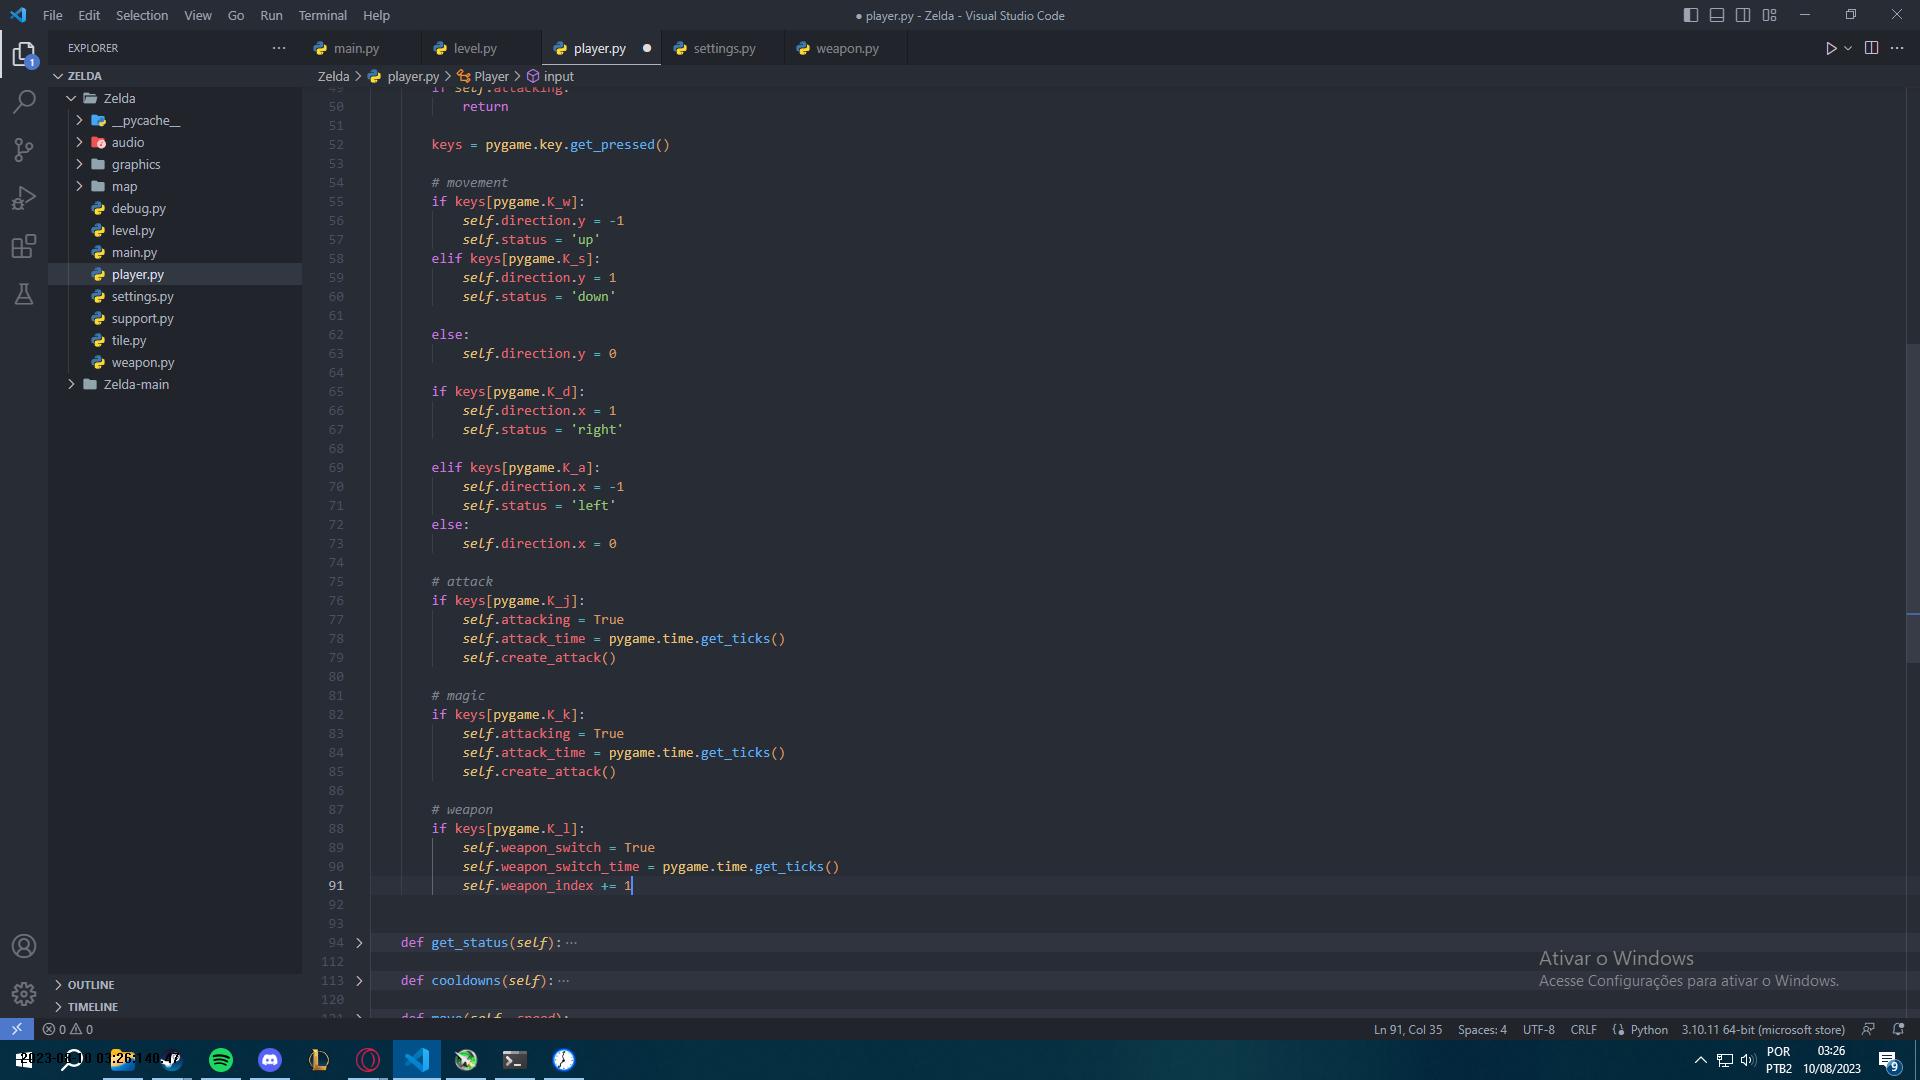 File Edit Selection View Go Run Terminal Help
● player.py - Zelda - Visual Studio Code
EXPLORER
main.py
level.py
player.py
settings.py
weapon.py
ZELDA
Zelda > player.py > Player > input
Zelda
__pycache__
audio
graphics
map
debug.py
level.py
main.py
player.py
settings.py
support.py
tile.py
weapon.py
Zelda-main
OUTLINE
TIMELINE
1
49 if self.attacking:
50 return
51
52 keys = pygame.key.get_pressed()
53
54 # movement
55 if keys[pygame.K_w]:
56 self.direction.y = -1
57 self.status = 'up'
58 elif keys[pygame.K_s]:
59 self.direction.y = 1
60 self.status = 'down'
61
62 else:
63 self.direction.y = 0
64
65 if keys[pygame.K_d]:
66 self.direction.x = 1
67 self.status = 'right'
68
69 elif keys[pygame.K_a]:
70 self.direction.x = -1
71 self.status = 'left'
72 else:
73 self.direction.x = 0
74
75 # attack
76 if keys[pygame.K_j]:
77 self.attacking = True
78 self.attack_time = pygame.time.get_ticks()
79 self.create_attack()
80
81 # magic
82 if keys[pygame.K_k]:
83 self.attacking = True
84 self.attack_time = pygame.time.get_ticks()
85 self.create_attack()
86
87 # weapon
88 if keys[pygame.K_l]:
89 self.weapon_switch = True
90 self.weapon_switch_time = pygame.time.get_ticks()
91 self.weapon_index += 1
92
93
94 def get_status(self):···
112
113 def cooldowns(self):···
120
121 def move(self, speed):
Ativar o Windows
Acesse Configurações para ativar o Windows.
0 0
Ln 91, Col 35 Spaces: 4 UTF-8 CRLF Python 3.10.11 64-bit (microsoft store)
POR
PTB2
03:26
10/08/2023
9